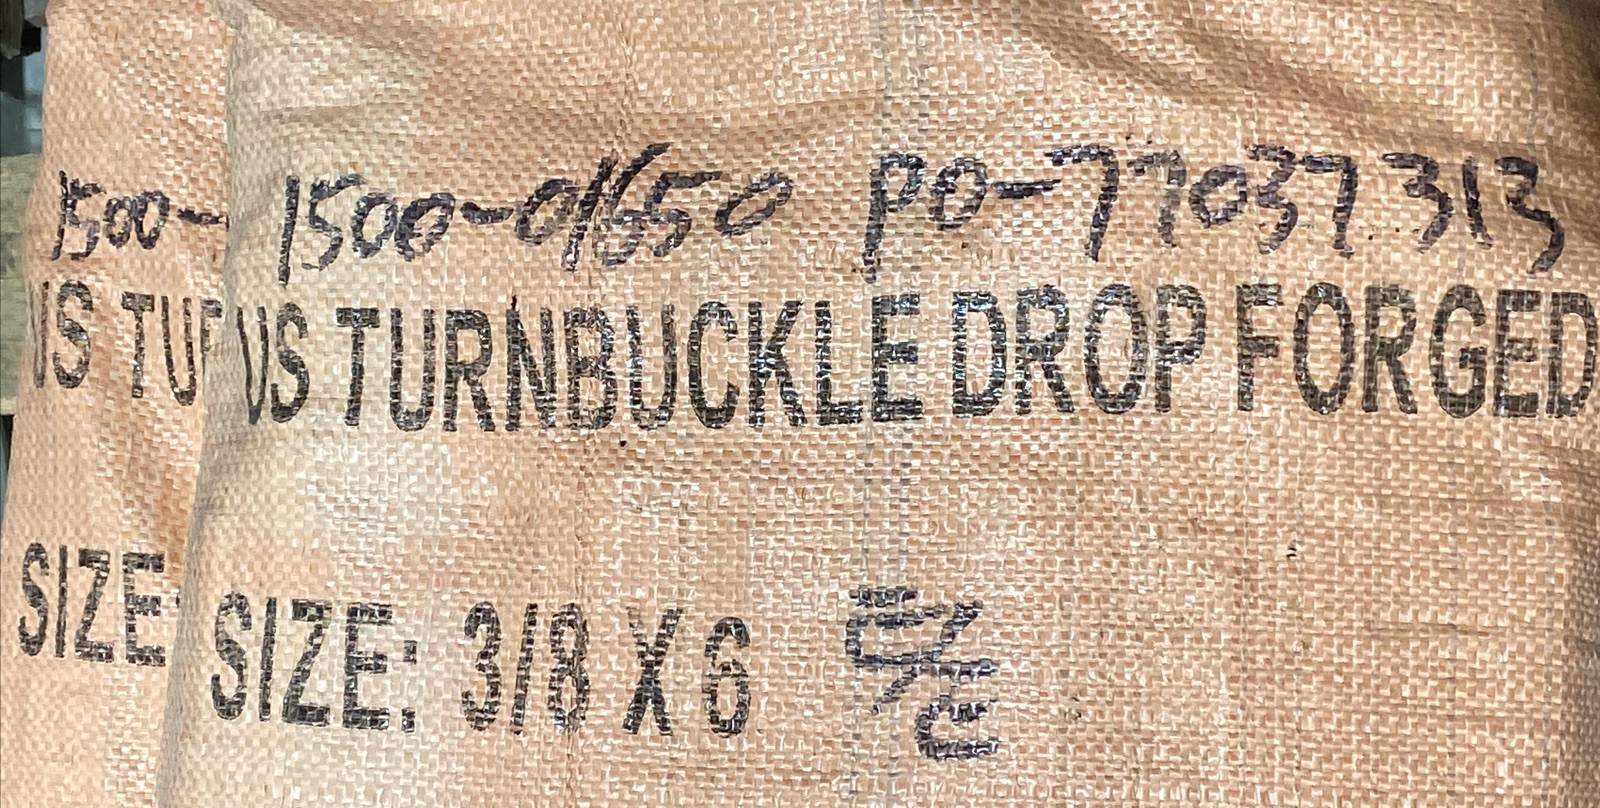 1500-
1500-01650 PO-77037313
US TUR
US TURNBUCKLE DROP FORGED
SIZE:
SIZE: 3/8 X 6
E/E